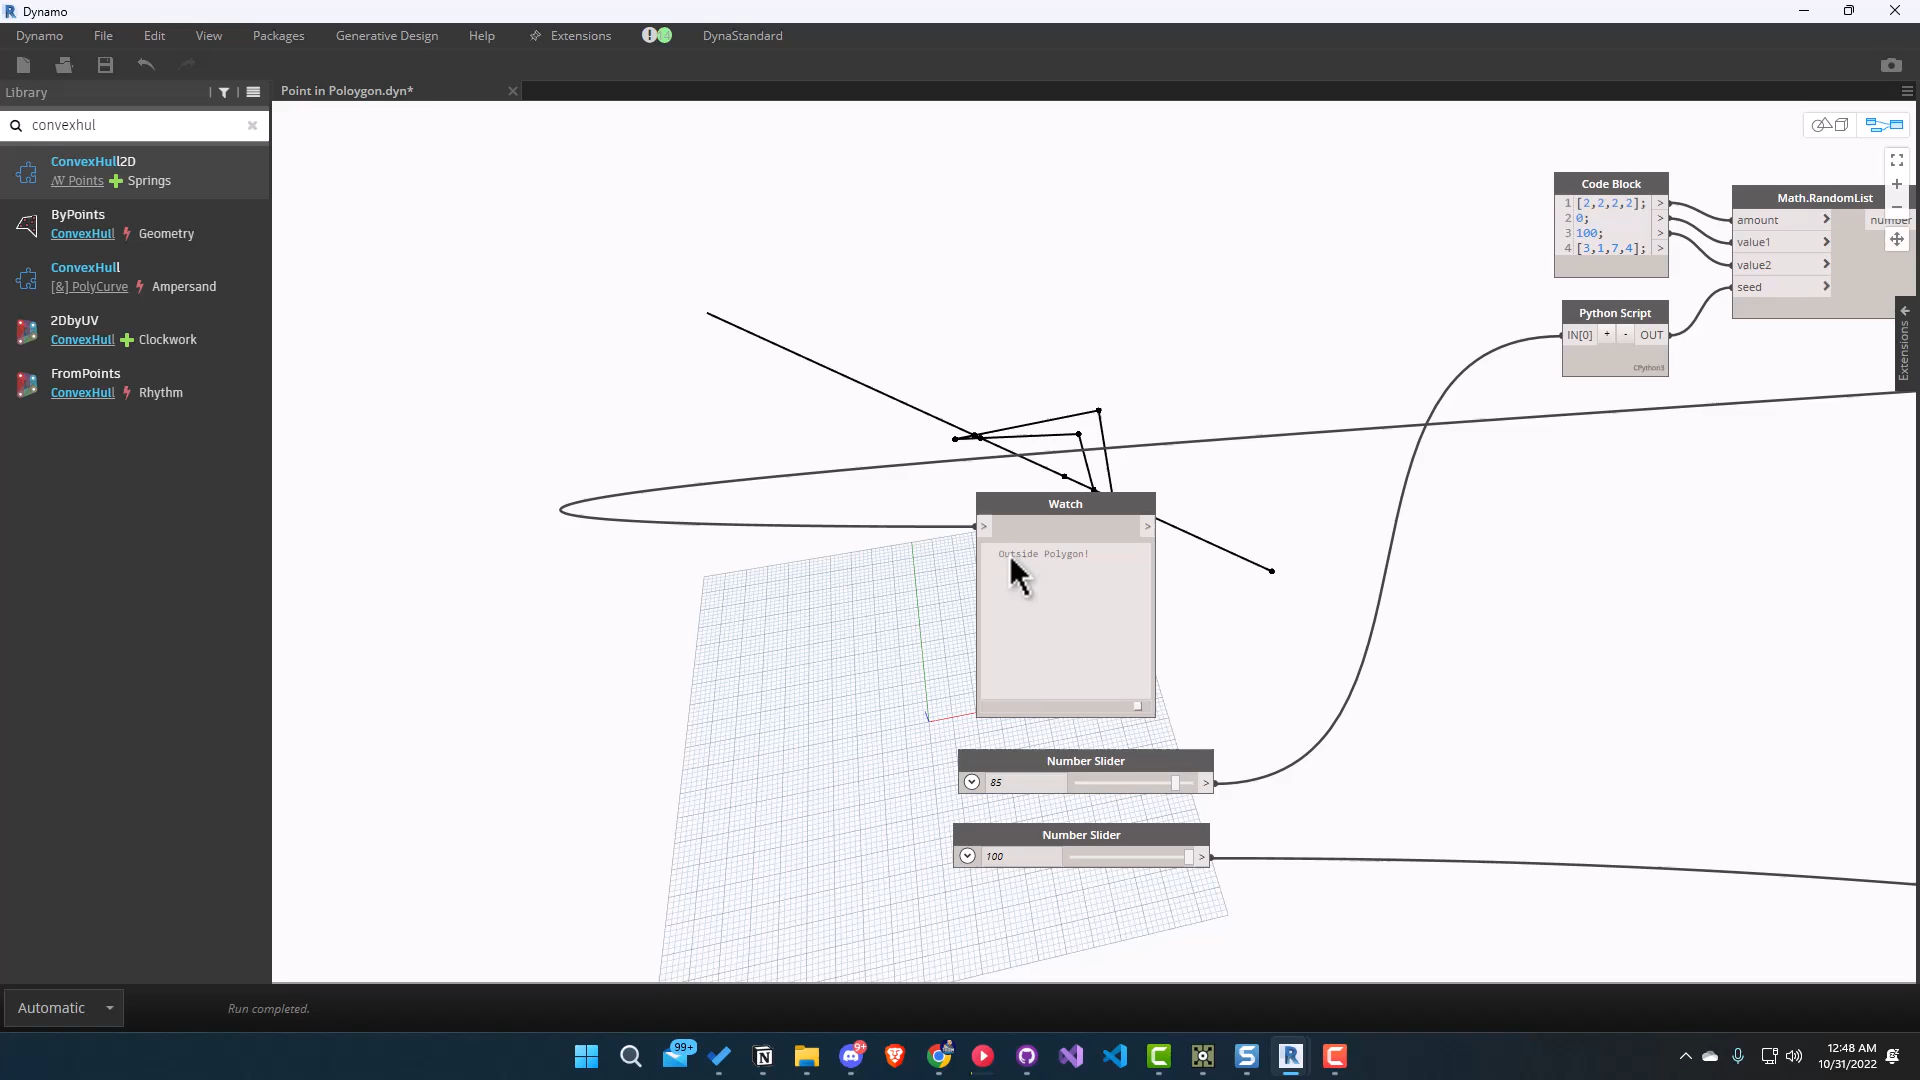 Dynamo
Dynamo File Edit View Packages Generative Design Help Extensions DynaStandard
Library
Point in Poloygon.dyn*
convexhul
ConvexHull2D
Points Springs
ByPoints
ConvexHull Geometry
ConvexHull
[&] PolyCurve Ampersand
2DbyUV
ConvexHull Clockwork
FromPoints
ConvexHull Rhythm
Code Block
1 [2,2,2,2]; >
2 0; >
3 100; >
4 [3,1,7,4]; >
Math.RandomList
amount > number
value1 >
value2 >
seed >
Python Script
IN[0] + - OUT
CPython3
Extensions
Watch
> >
Outside Polygon!
Number Slider
85 >
Number Slider
100 >
Automatic
Run completed.
99+
9+
12:48 AM
10/31/2022